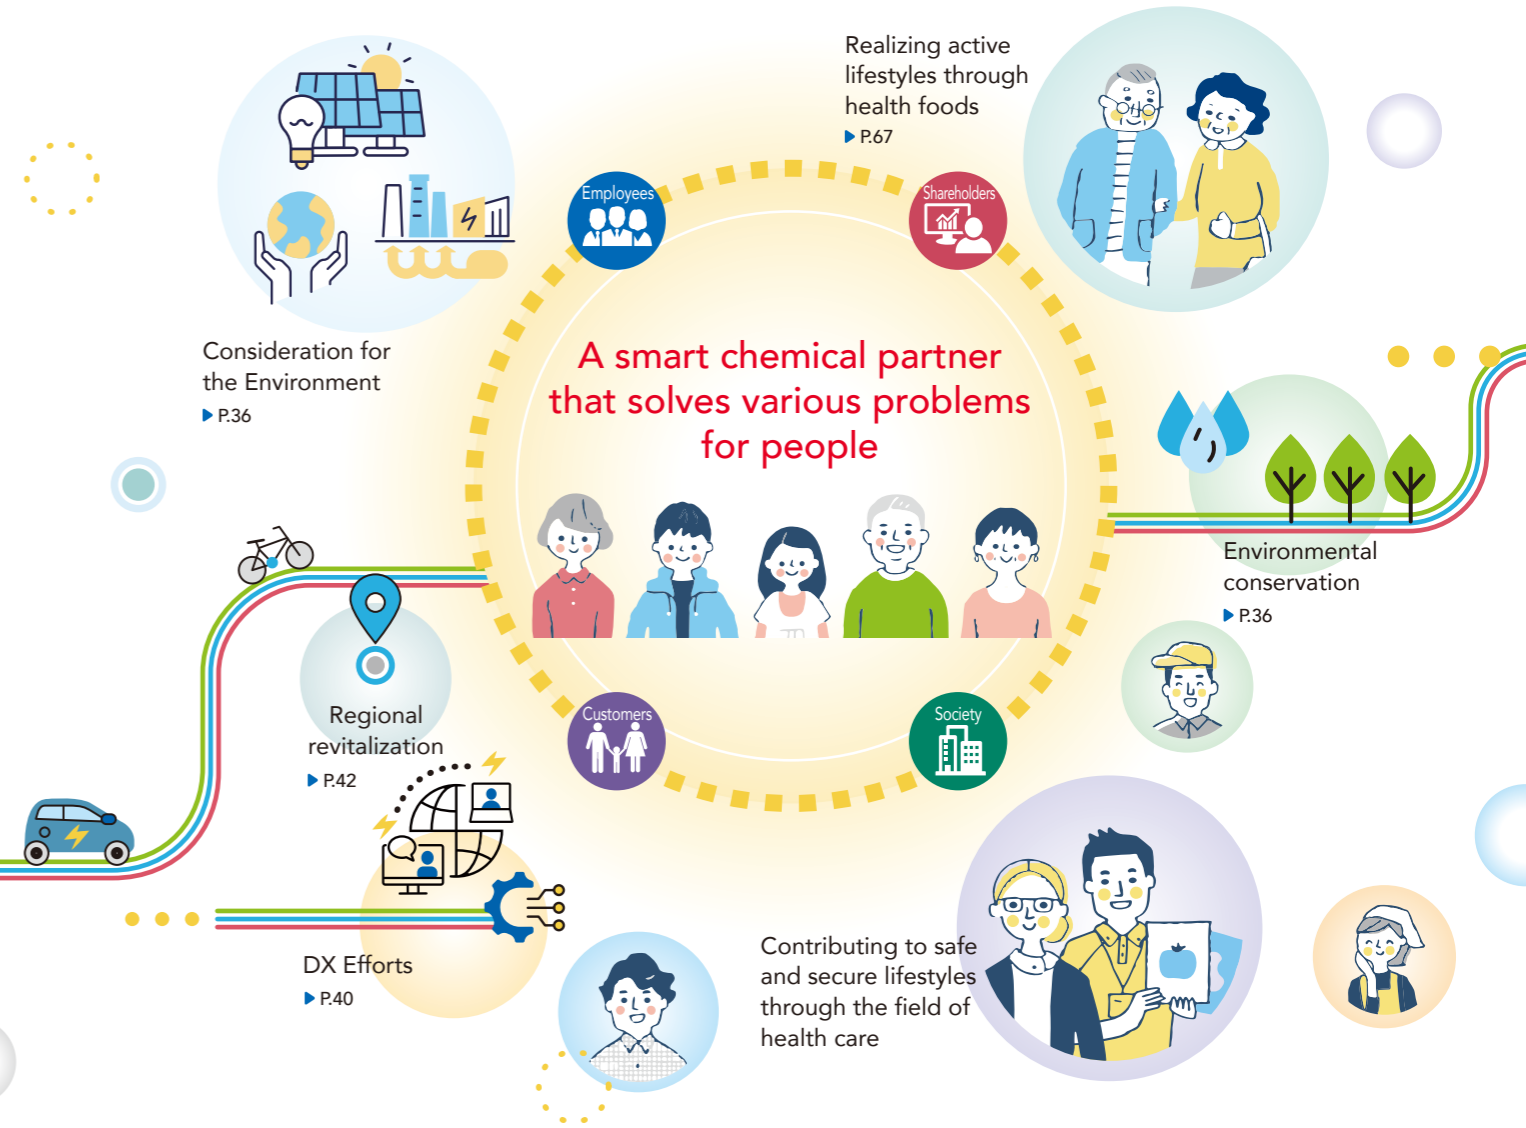 Realizing active
lifestyles through
health foods
P.67
Employees
Shareholders
Consideration for
the Environment
P.36
A smart chemical partner
that solves various problems
for people
Environmental
conservation
P.36
Regional
revitalization
P.42
Customers
Society
DX Efforts
P.40
Contributing to safe
and secure lifestyles
through the field of
health care